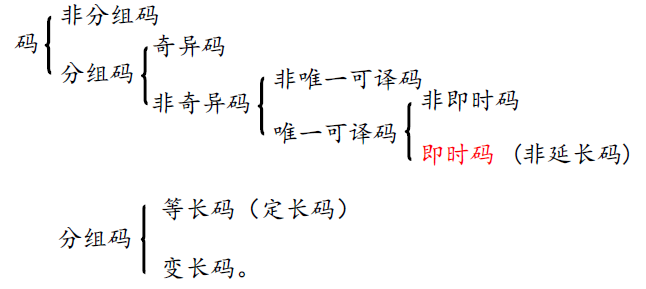 非分组码
码
奇异码
分组码
非唯一可译码
非奇异码
非即时码
唯一可译码
即时码 (非延长码)
等长码（定长码）
分组码
变长码。